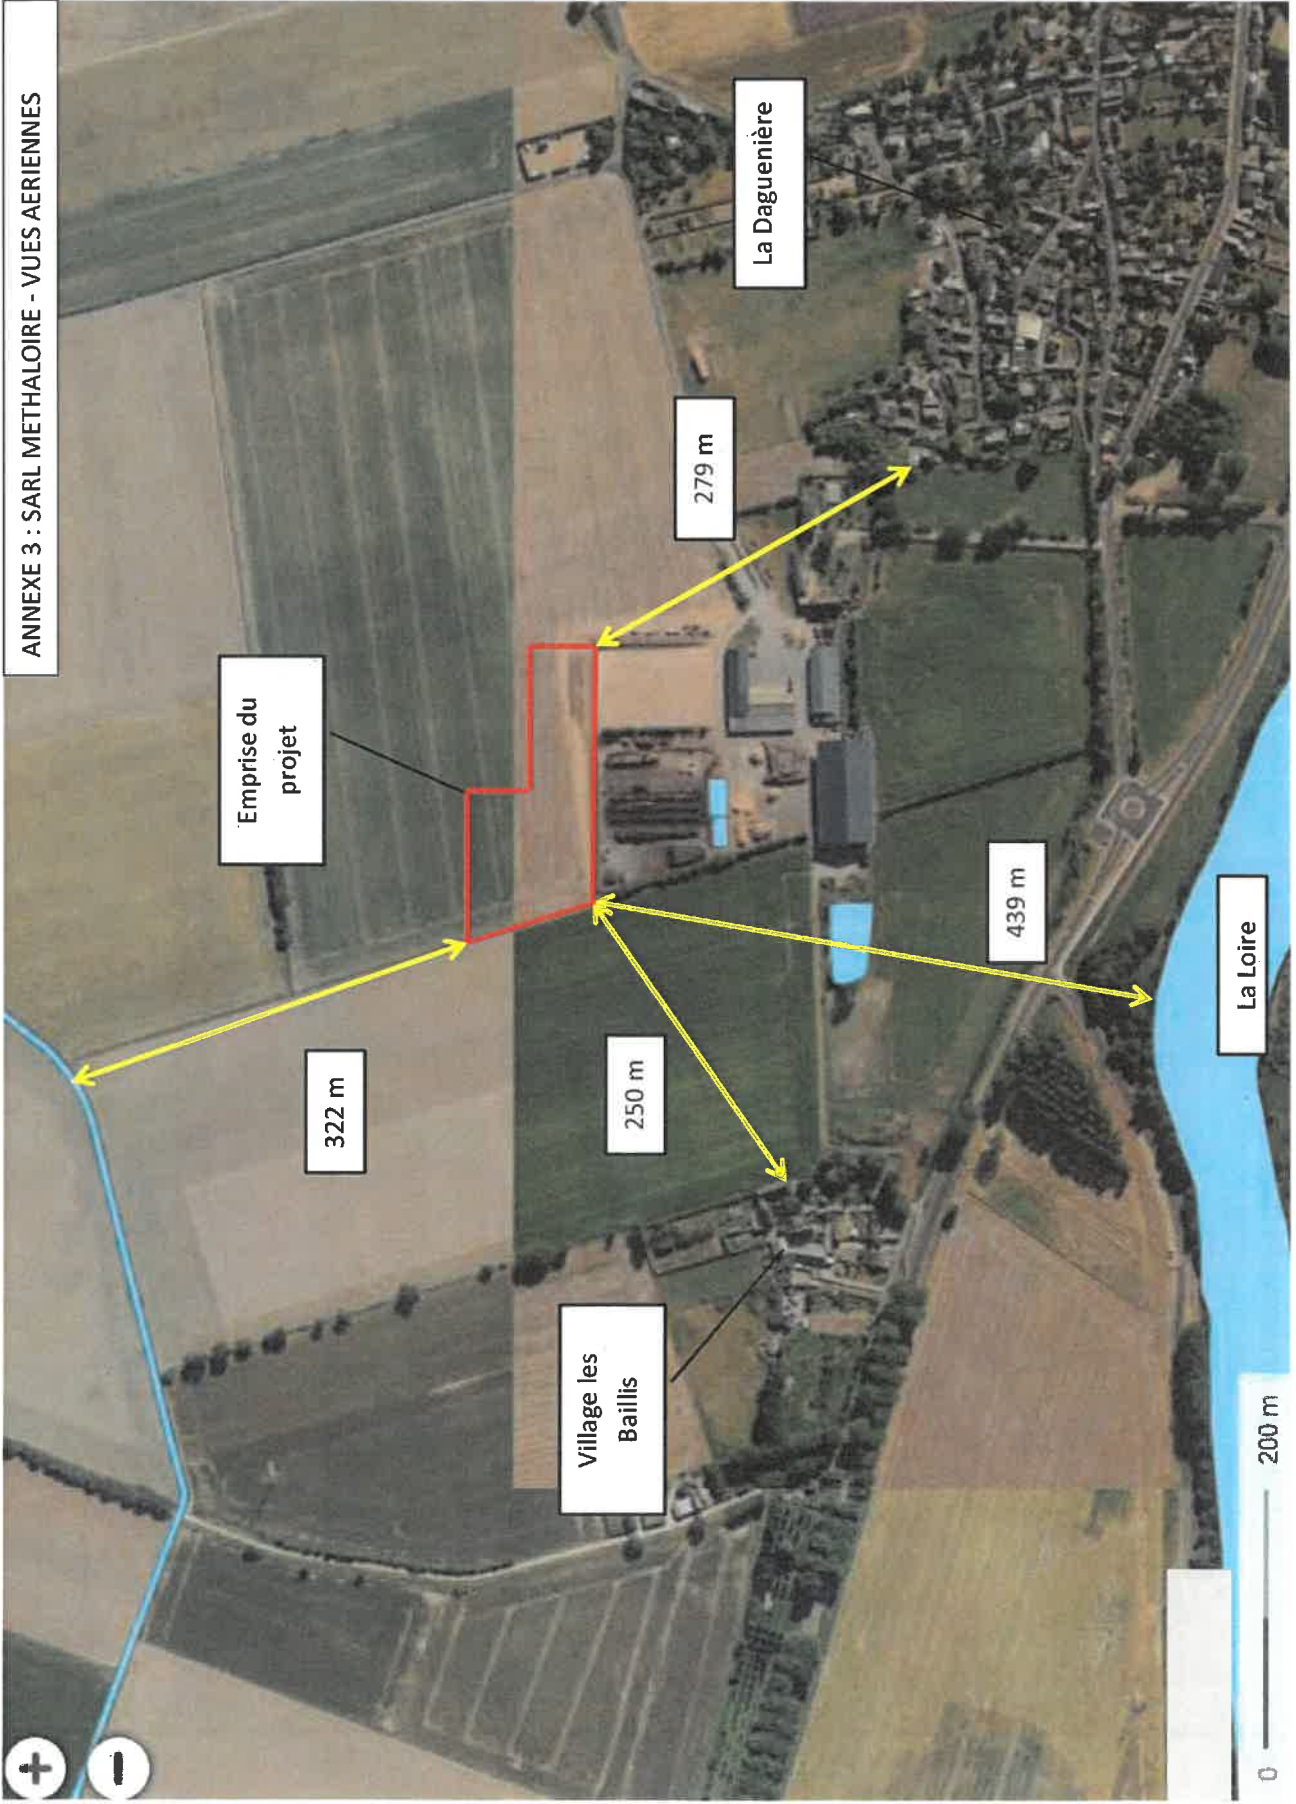 ANNEXE 3 : SARL METHALOIRE - VUES AERIENNES
Emprise du
projet
La Daguenière
279 m
322 m
250 m
439 m
Village les
Baillis
La Loire
0 200 m